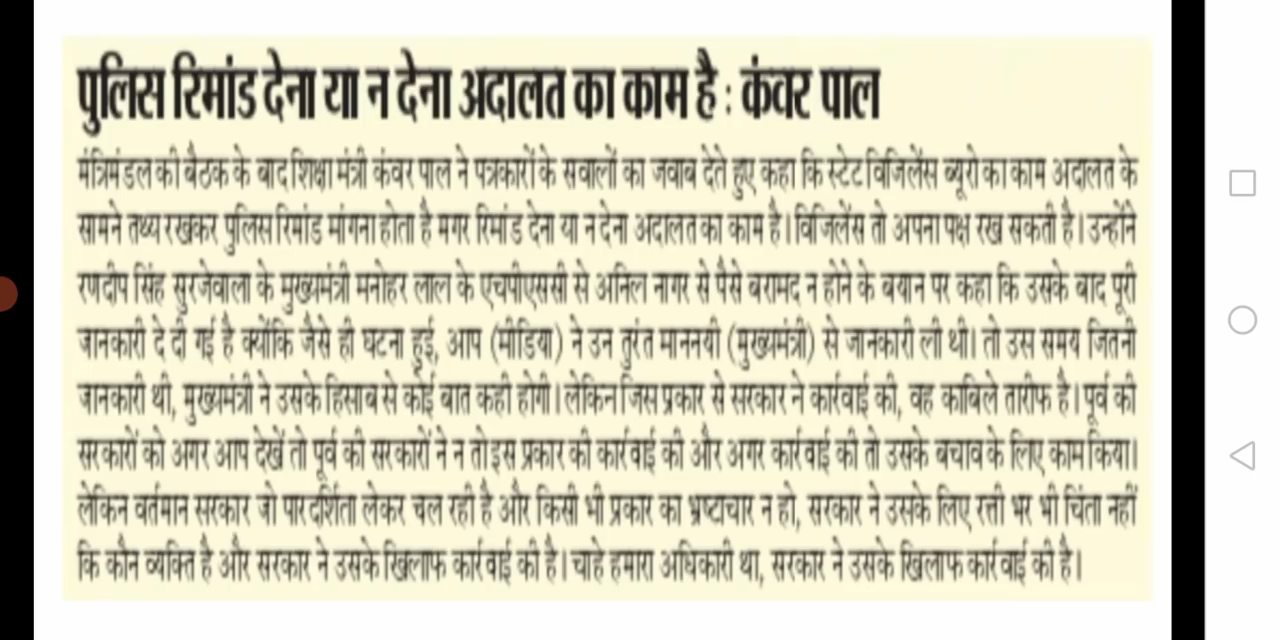 पुलिस रिमांड देना या न देना अदालत का काम है : कंवर पाल
मंत्रिमंडल की बैठक के बाद शिक्षा मंत्री कंवर पाल ने पत्रकारों के सवालों का जवाब देते हुए कहा कि स्टेट विजिलेंस ब्यूरो का काम अदालत के
सामने तथ्य रखकर पुलिस रिमांड मांगना होता है मगर रिमांड देना या न देना अदालत का काम है। विजिलेंस तो अपना पक्ष रख सकती है। उन्होंने
रणदीप सिंह सुरजेवाला के मुख्यमंत्री मनोहर लाल के एचपीएससी से अनिल नागर से पैसे बरामद न होने के बयान पर कहा कि उसके बाद पूरी
जानकारी दे दी गई है क्योंकि जैसे ही घटना हुई, आप (मीडिया) ने उन तुरंत माननयी (मुख्यमंत्री) से जानकारी ली थी। तो उस समय जितनी
जानकारी थी, मुख्यमंत्री ने उसके हिसाब से कोई बात कही होगी। लेकिन जिस प्रकार से सरकार ने कार्रवाई की, वह काबिले तारीफ है। पूर्व की
सरकारों को अगर आप देखें तो पूर्व की सरकारों ने न तो इस प्रकार की कार्रवाई की और अगर कार्रवाई की तो उसके बचाव के लिए काम किया।
लेकिन वर्तमान सरकार जो पारदर्शिता लेकर चल रही है और किसी भी प्रकार का भ्रष्टाचार न हो, सरकार ने उसके लिए रत्ती भर भी चिंता नहीं
कि कौन व्यक्ति है और सरकार ने उसके खिलाफ कार्रवाई की है। चाहे हमारा अधिकारी था, सरकार ने उसके खिलाफ कार्रवाई की है।